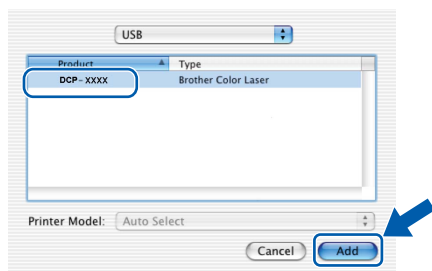 USB
Product Type
DCP-XXXX Brother Color Laser
Printer Model: Auto Select
Cancel Add